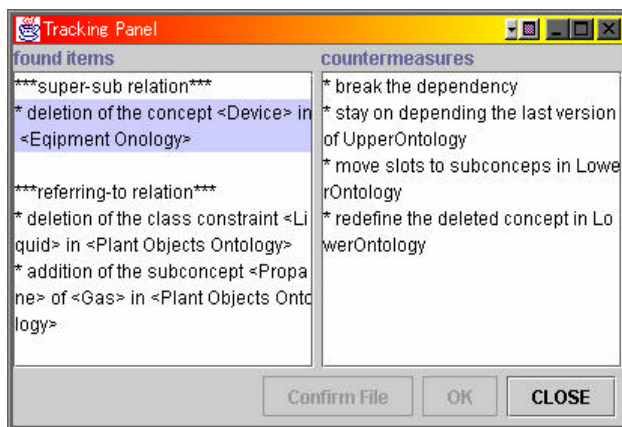 Tracking Panel
found items
***super-sub relation***
* deletion of the concept <Device> in
<Eqipment Onology>
***referring-to relation***
* deletion of the class constraint <Li
quid> in <Plant Objects Ontology>
* addition of the subconcept <Propa
ne> of <Gas> in <Plant Objects Onto
logy>
countermeasures
* break the dependency
* stay on depending the last version
of UpperOntology
* move slots to subconceps in Lowe
rOntology
* redefine the deleted concept in Lo
werOntology
Confirm File
OK
CLOSE